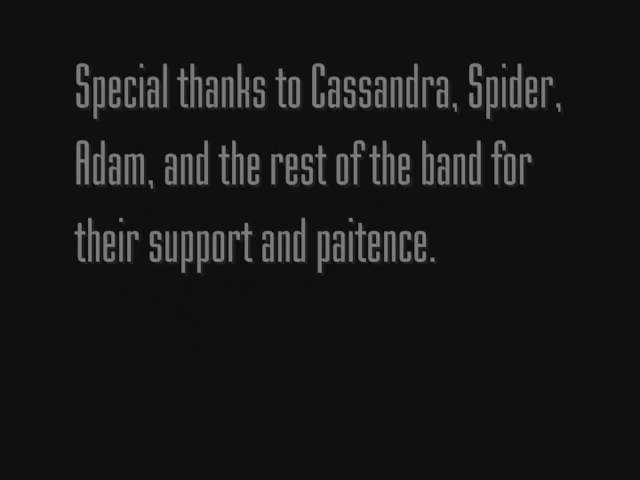 Special thanks to Cassandra, Spider,
Adam, and the rest of the band for
their support and paitence.